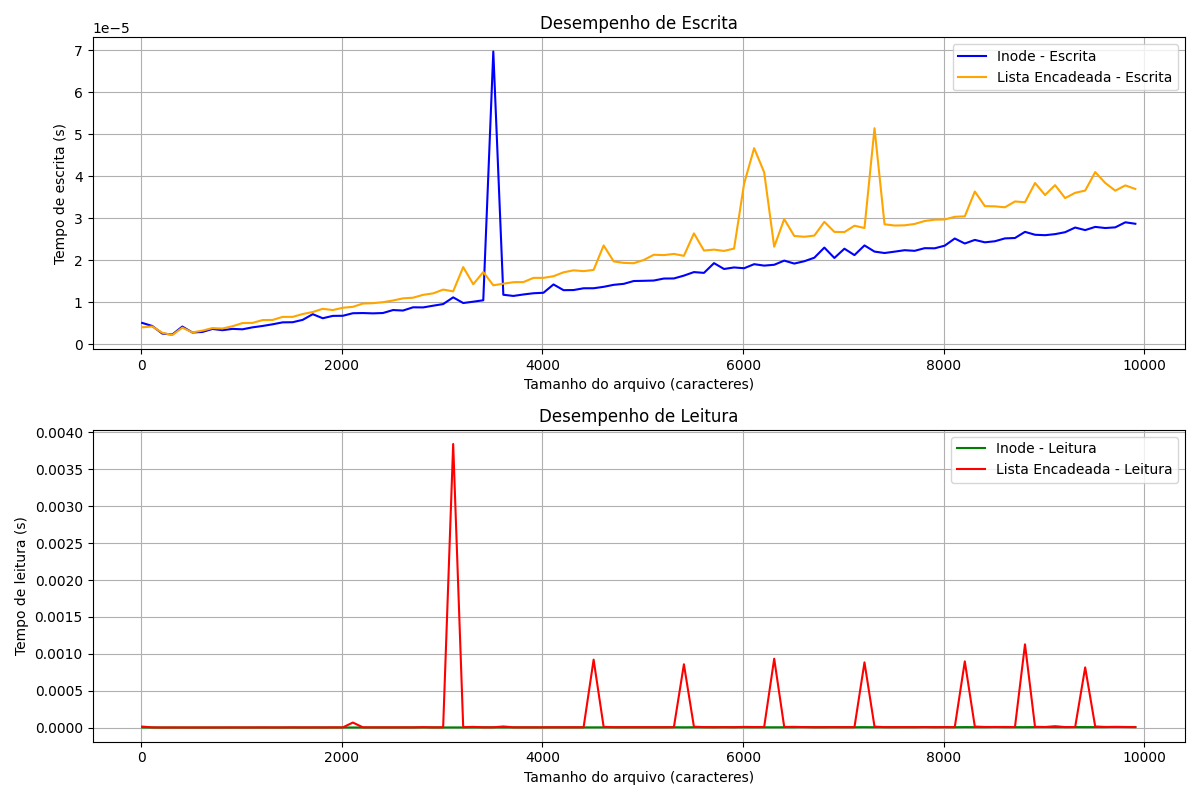 Desempenho de Escrita
1e−5
7
6
5
4
3
2
1
0
Tempo de escrita (s)
Inode - Escrita
Lista Encadeada - Escrita
0 2000 4000 6000 8000 10000
Tamanho do arquivo (caracteres)
Desempenho de Leitura
0.0040
0.0035
0.0030
0.0025
0.0020
0.0015
0.0010
0.0005
0.0000
Tempo de leitura (s)
Inode - Leitura
Lista Encadeada - Leitura
0 2000 4000 6000 8000 10000
Tamanho do arquivo (caracteres)